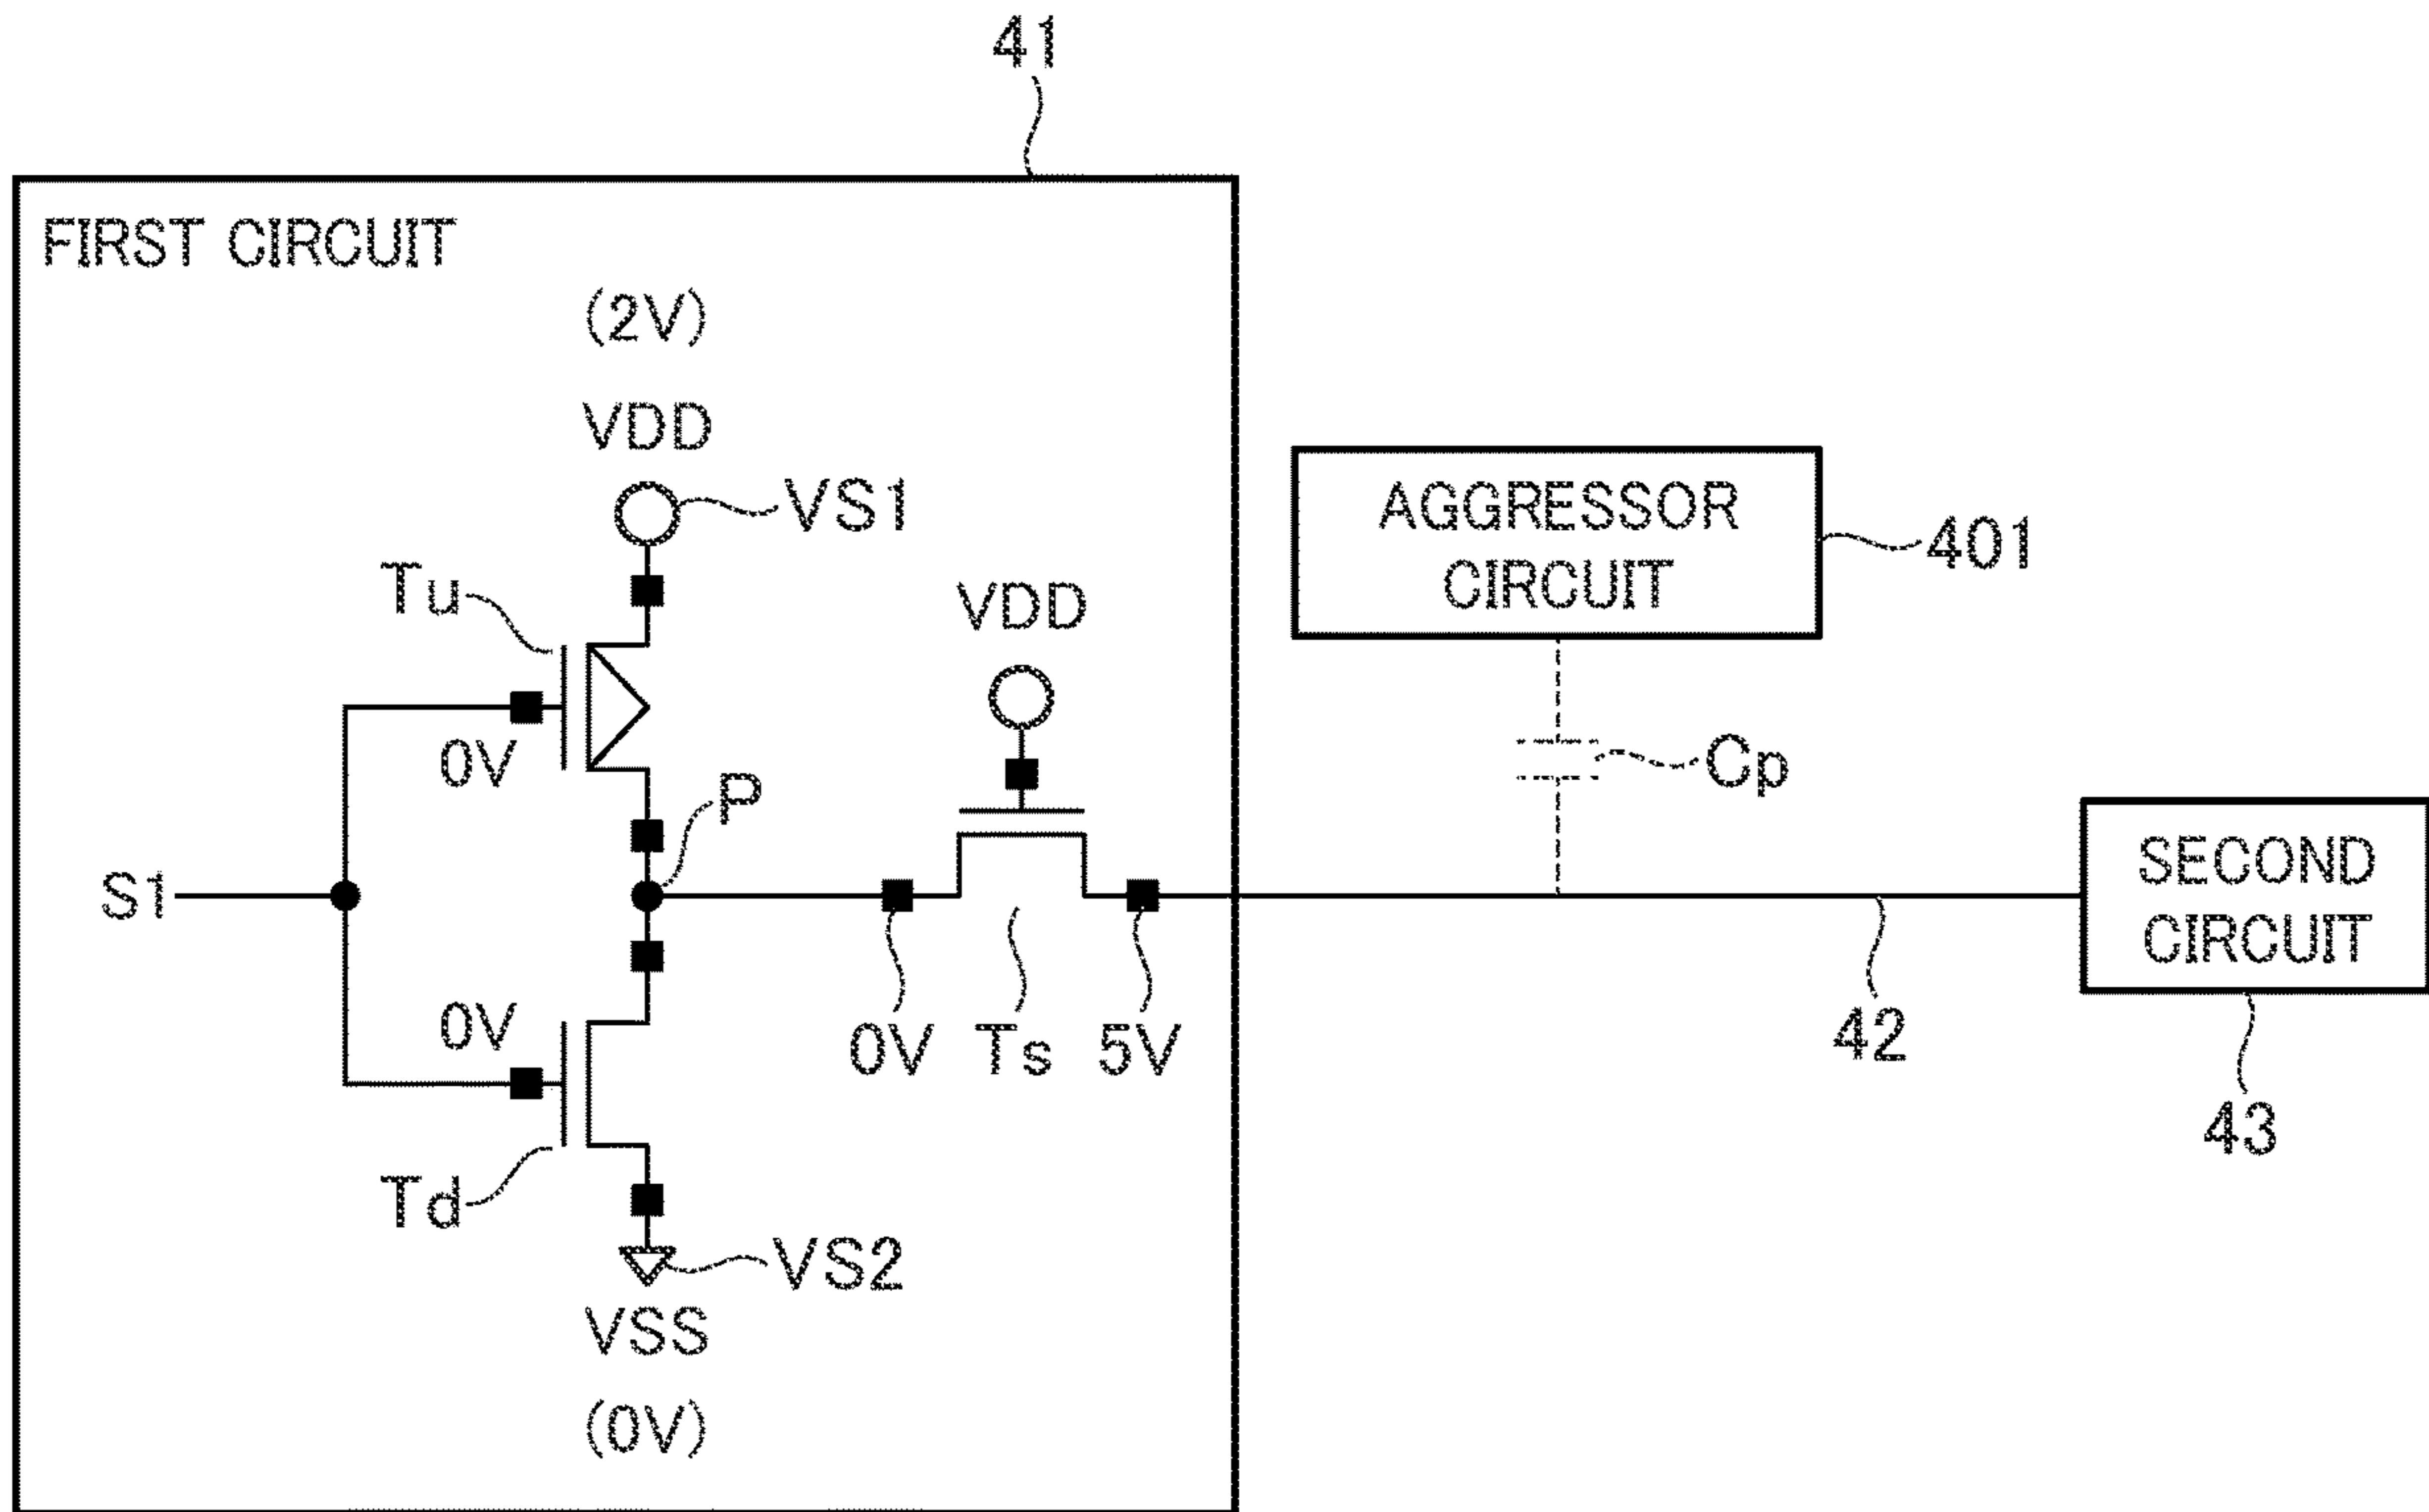 41
FIRST CIRCUIT
(2V)
VDD
VS1
Tu
0V
P
VDD
AGGRESSOR
CIRCUIT
401
Cp
S1
0V
Td
0V
Ts
5V
42
SECOND
CIRCUIT
43
VS2
VSS
(0V)